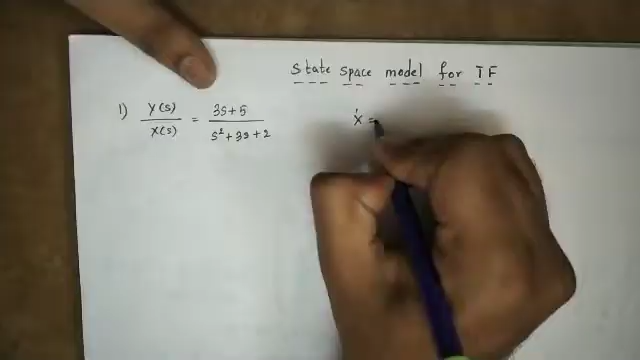 State space model for TF
1) Y(s)/X(s) = 3s+5/s²+3s+2
ẋ =